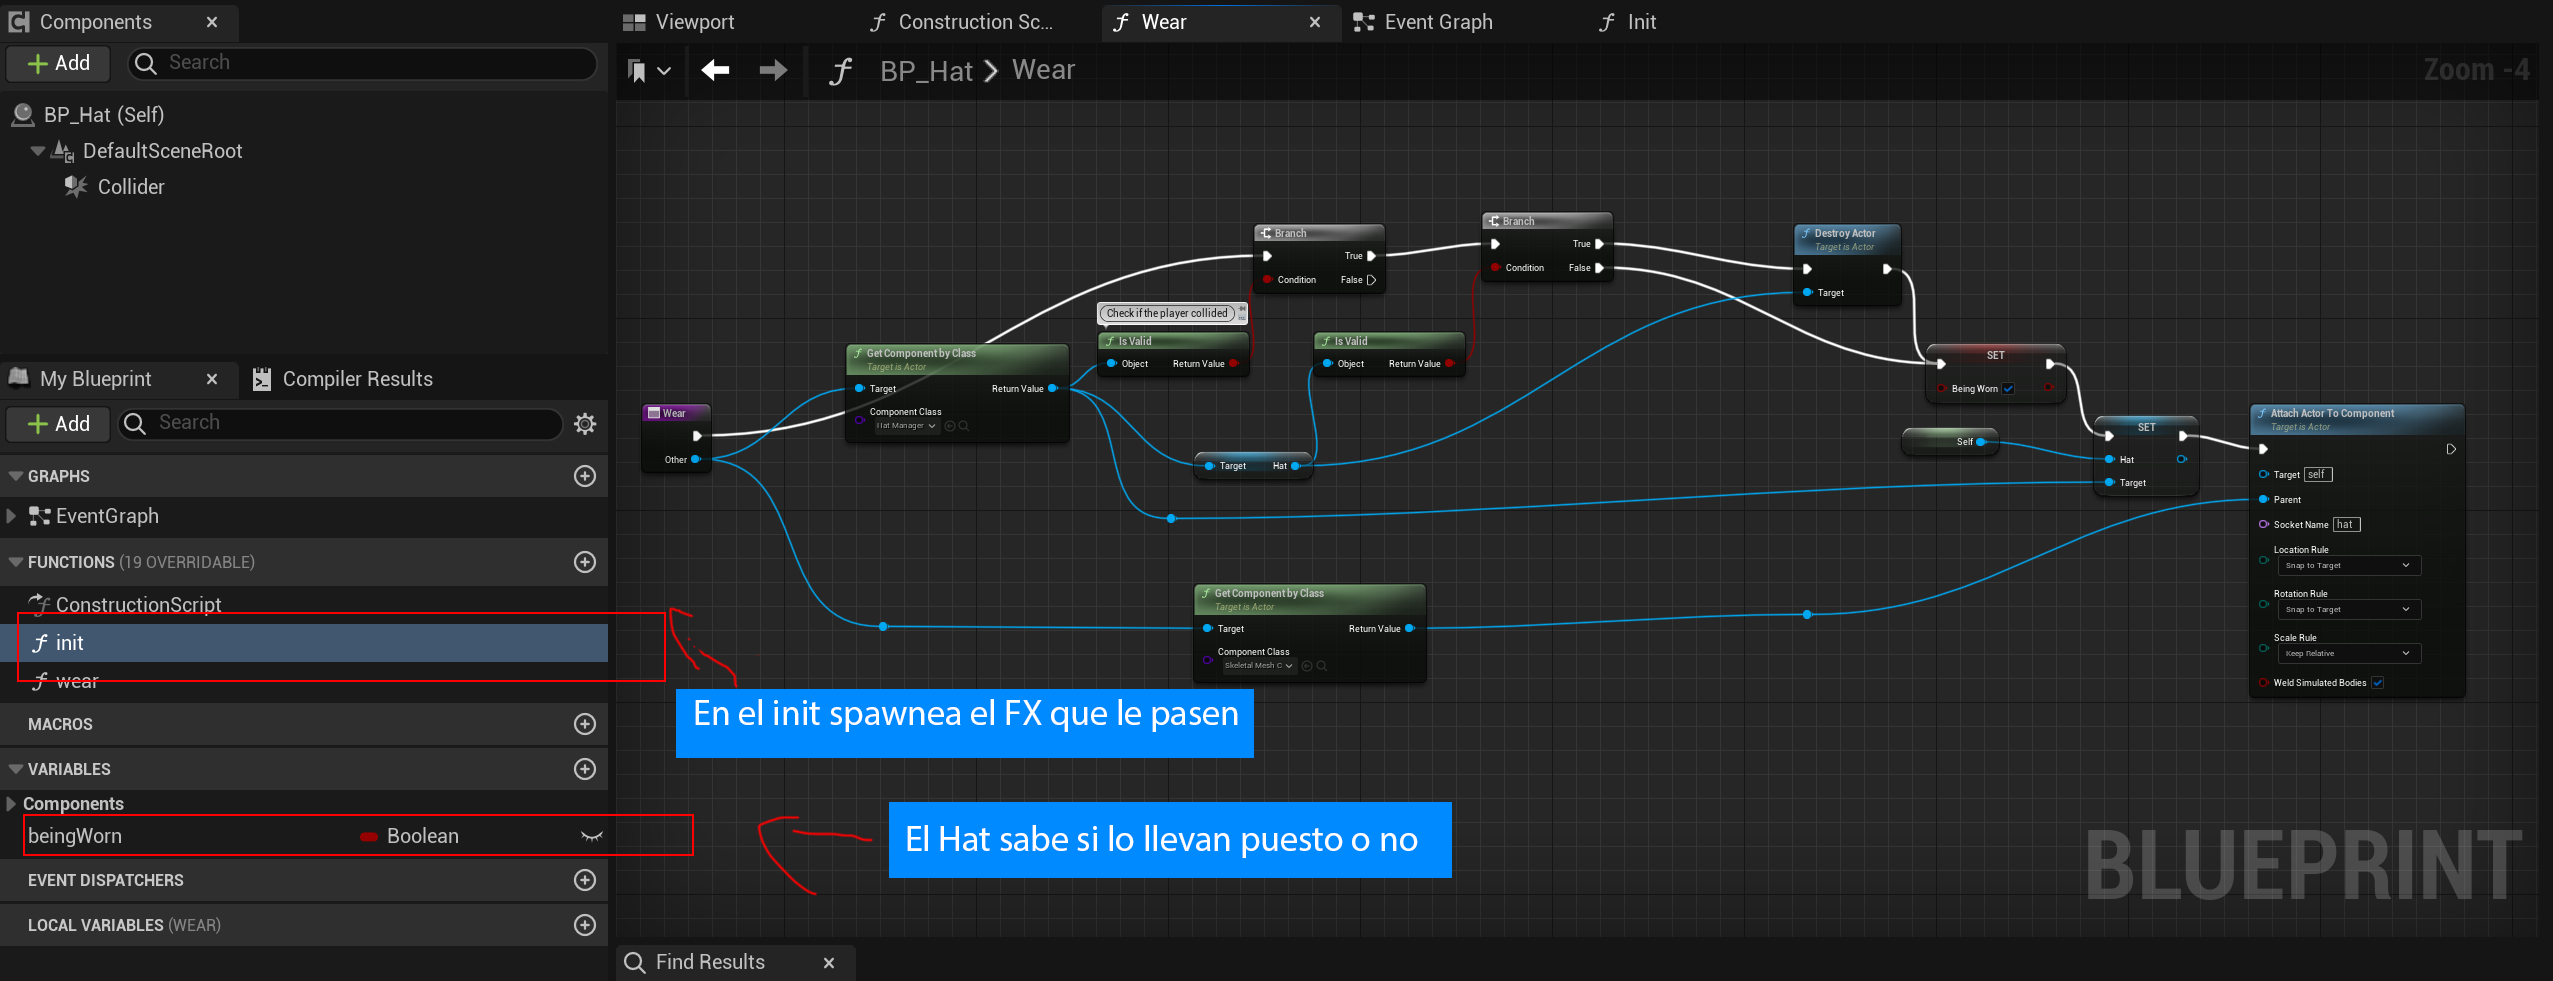 Components
Add
Search
BP_Hat (Self)
DefaultSceneRoot
Collider
My Blueprint
Compiler Results
Add
Search
GRAPHS
EventGraph
FUNCTIONS (19 OVERRIDABLE)
ConstructionScript
init
wear
MACROS
VARIABLES
Components
beingWorn
Boolean
EVENT DISPATCHERS
LOCAL VARIABLES (WEAR)
Viewport
Construction Sc...
Wear
Event Graph
Init
BP_Hat
Wear
Zoom -4
Wear
Other
Get Component by Class
Target is Actor
Target
Return Value
Component Class
Hat Manager
Check if the player collided
Is Valid
Object
Return Value
Branch
True
Condition
False
Is Valid
Object
Return Value
Branch
True
Condition
False
Target
Hat
Destroy Actor
Target is Actor
Target
SET
Being Worn
Self
SET
Hat
Target
Attach Actor To Component
Target is Actor
Target self
Parent
Socket Name hat
Location Rule
Snap to Target
Rotation Rule
Snap to Target
Scale Rule
Keep Relative
Weld Simulated Bodies
Get Component by Class
Target is Actor
Target
Return Value
Component Class
Skeletal Mesh C
En el init spawnea el FX que le pasen
El Hat sabe si lo llevan puesto o no
BLUEPRINT
Find Results